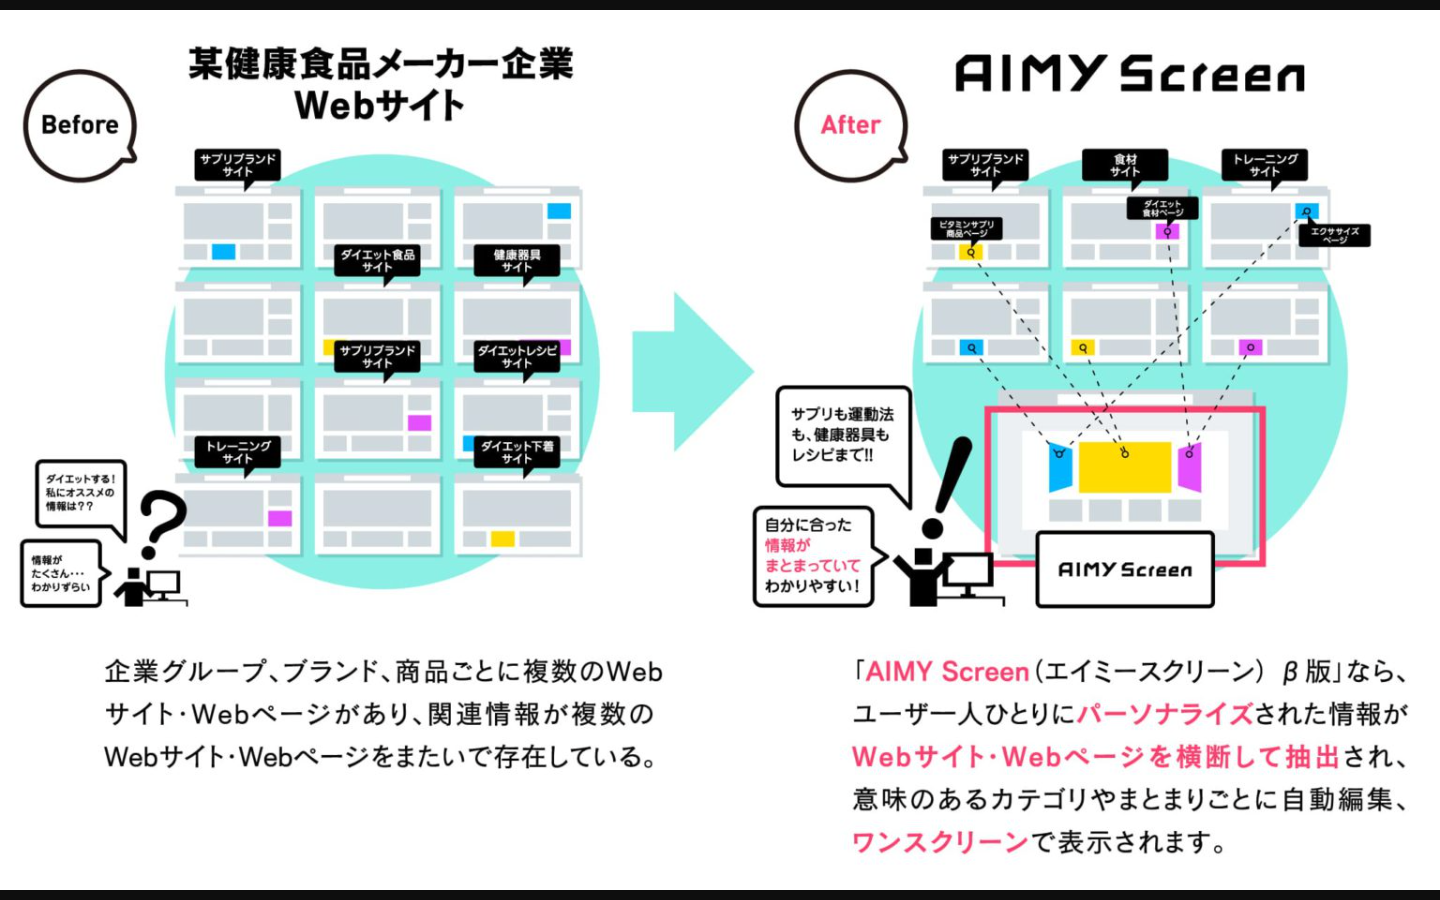 Before
某健康食品メーカー企業
Webサイト
サプリブランド
サイト
ダイエット食品
サイト
健康器具
サイト
サプリブランド
サイト
ダイエットレシピ
サイト
トレーニング
サイト
ダイエット下着
サイト
ダイエットする!
私にオススメの
情報は??
情報が
たくさん・・・
わかりずらい
企業グループ、ブランド、商品ごとに複数のWeb
サイト・Webページがあり、関連情報が複数の
Webサイト・Webページをまたいで存在している。
After
AIMY Screen
サプリブランド
サイト
食材
サイト
トレーニング
サイト
ビタミンサプリ
商品ページ
ダイエット
食材ページ
エクササイズ
ページ
サプリも運動法
も、健康器具も
レシピまで!!
自分に合った
情報が
まとまっていて
わかりやすい!
AIMY Screen
「AIMY Screen(エイミースクリーン) β版」なら、
ユーザー人ひとりにパーソナライズされた情報が
Webサイト・Webページを横断して抽出され、
意味のあるカテゴリやまとまりごとに自動編集、
ワンスクリーンで表示されます。